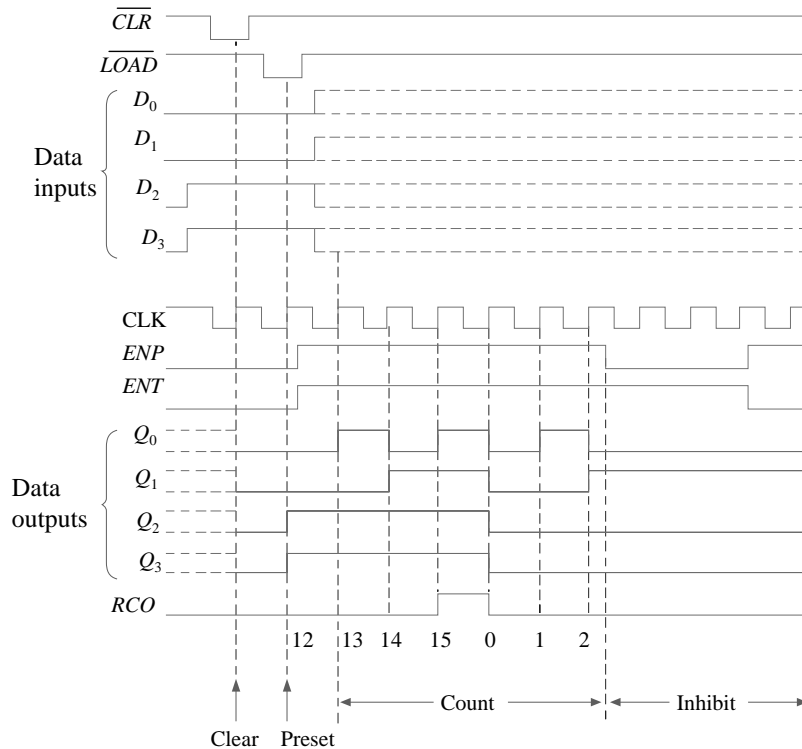 CLR
LOAD
D0
D1
Data
inputs
D2
D3
CLK
ENP
ENT
Q0
Q1
Data
outputs
Q2
Q3
RCO
12 13 14 15 0 1 2
Count Inhibit
Clear Preset